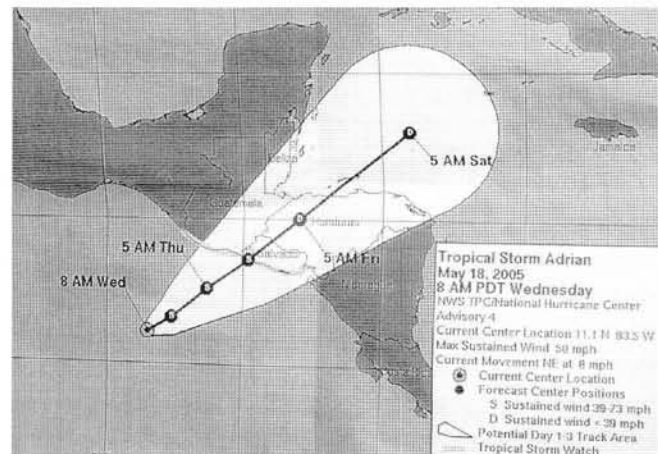 Belize
Jamaica
Guatemala
5 AM Sat
Honduras
5 AM Thu
Salvador
5 AM Fri
8 AM Wed
Nicaragua
Tropical Storm Adrian
May 18, 2005
8 AM PDT Wednesday
NWS TPC/National Hurricane Center
Advisory 4
Current Center Location 11.1 N
Max Sustained Wind 50 mph
Current Movement NE at 8 mph
Current Center Location
Forecast Center Positions
S Sustained wind 39-73 mph
D Sustained wind < 39 mph
Potential Day 1-3 Track Area
Tropical Storm Watch